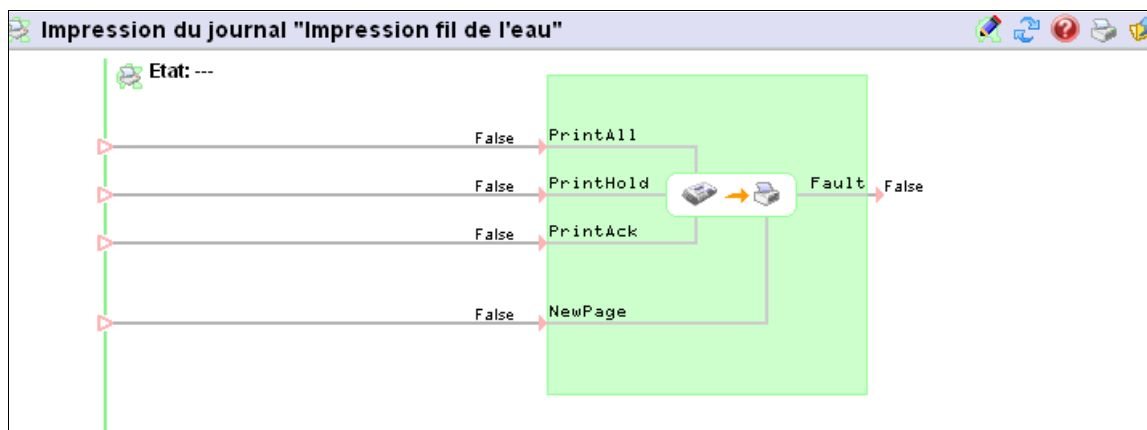 Impression du journal "Impression fil de l'eau"
Etat: ---
False PrintAll
False PrintHold Fault False
False PrintAck
False NewPage